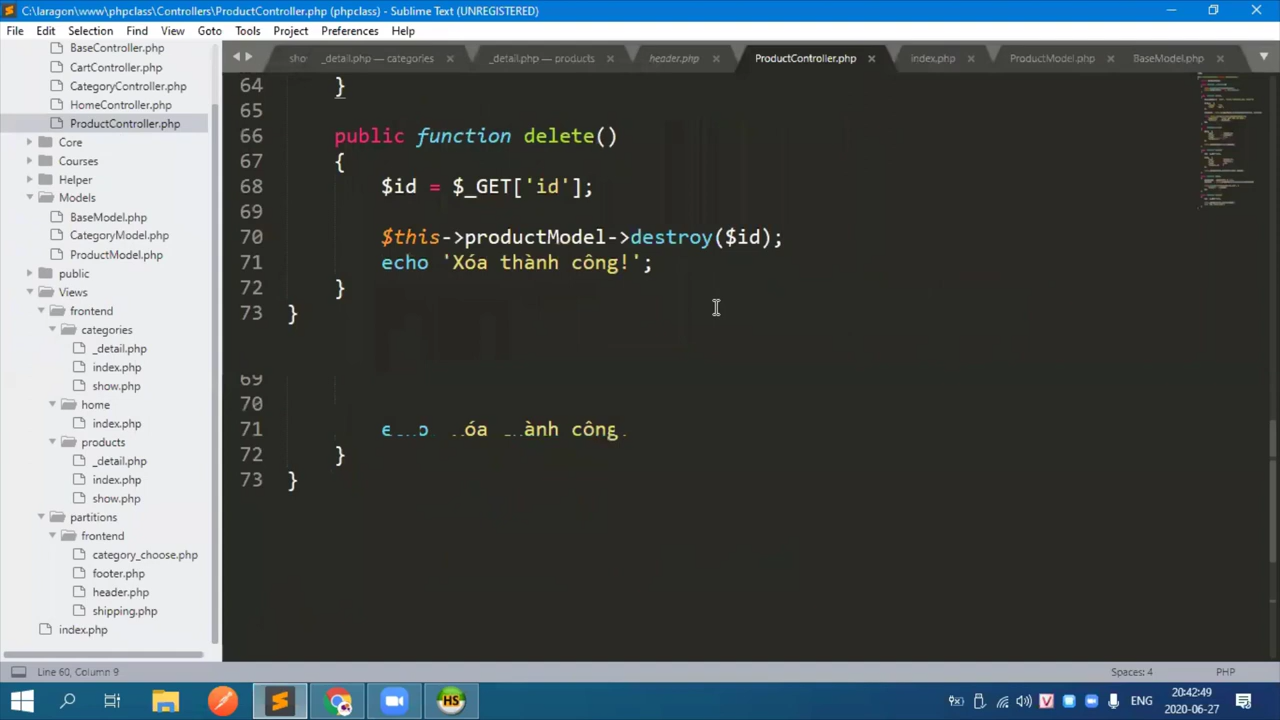 C:\laragon\www\phpclass\Controllers\ProductController.php (phpclass) - Sublime Text (UNREGISTERED)
File Edit Selection Find View Goto Tools Project Preferences Help
BaseController.php
CartController.php
CategoryController.php
HomeController.php
ProductController.php
Core
Courses
Helper
Models
BaseModel.php
CategoryModel.php
ProductModel.php
public
Views
frontend
categories
_detail.php
index.php
show.php
home
index.php
products
_detail.php
index.php
show.php
partitions
frontend
category_choose.php
footer.php
header.php
shipping.php
index.php
sho _detail.php — categories _detail.php — products header.php ProductController.php index.php ProductModel.php BaseModel.php
64 }
65
66 public function delete()
67 {
68 $id = $_GET['id'];
69
70 $this->productModel->destroy($id);
71 echo 'Xóa thành công!';
72 }
73 }
69
70
71 công
72 }
73 }
Line 60, Column 9
Spaces: 4 PHP
HS
V ENG
20:42:49
2020-06-27